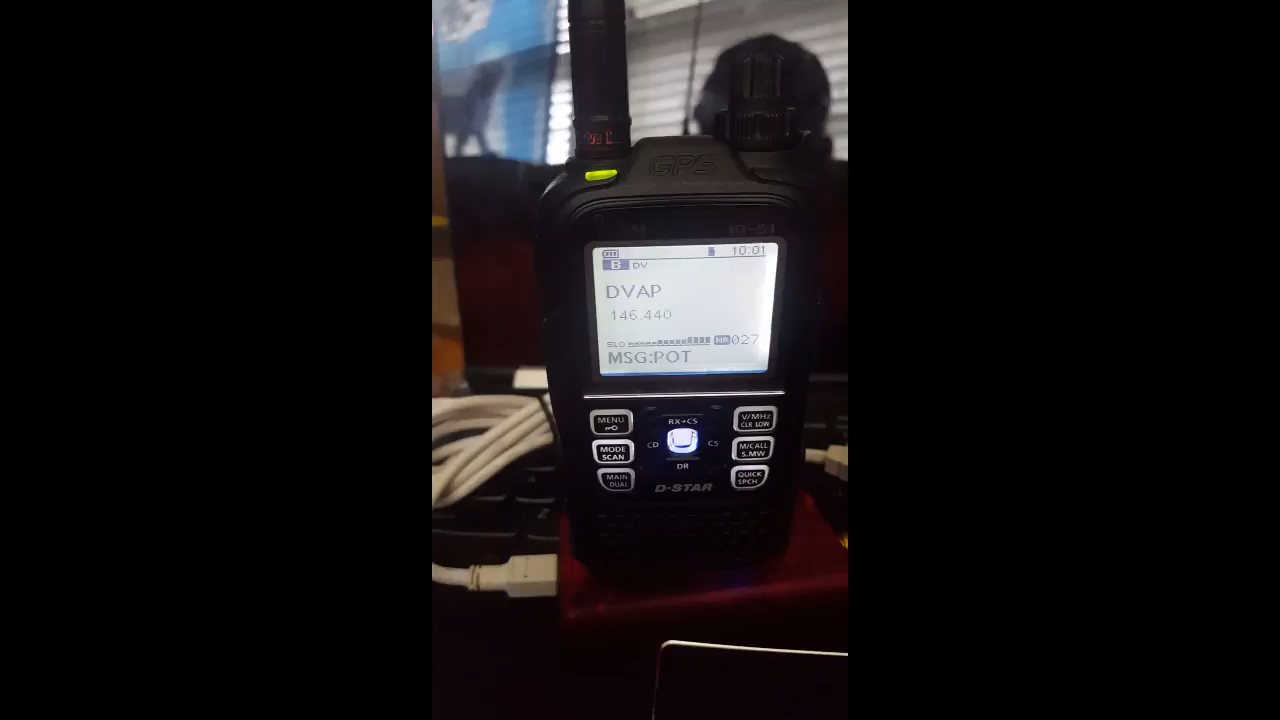 GPS
ID-51
10:01
B DV
DVAP
146.440
SLO MR 027
MSG:POT
MENU
RX→CS
V/MHz
CLR LOW
MODE
SCAN
CD
CS
M/CALL
S.MW
DR
MAIN
DUAL
QUICK
SPCH
D-STAR